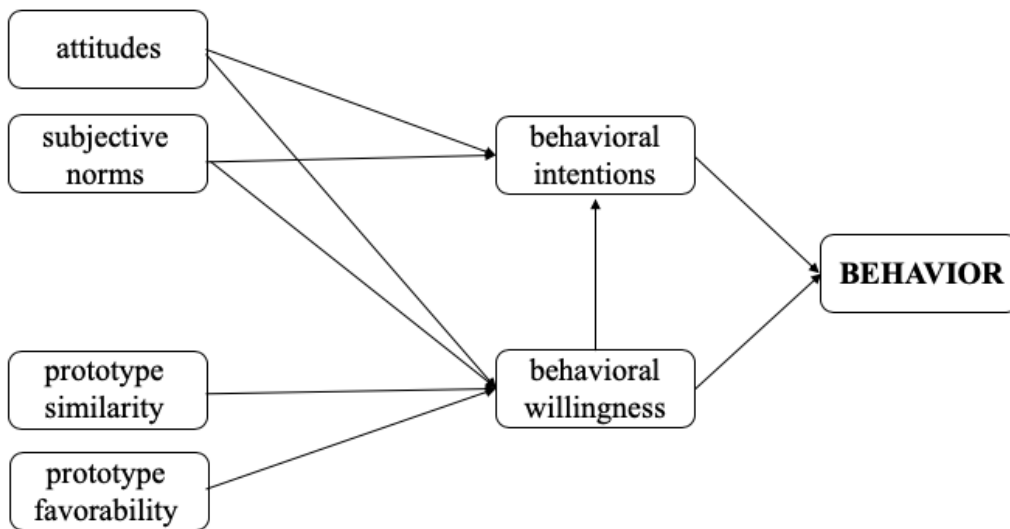 attitudes
subjective
norms
prototype
similarity
prototype
favorability
behavioral
intentions
behavioral
willingness
BEHAVIOR